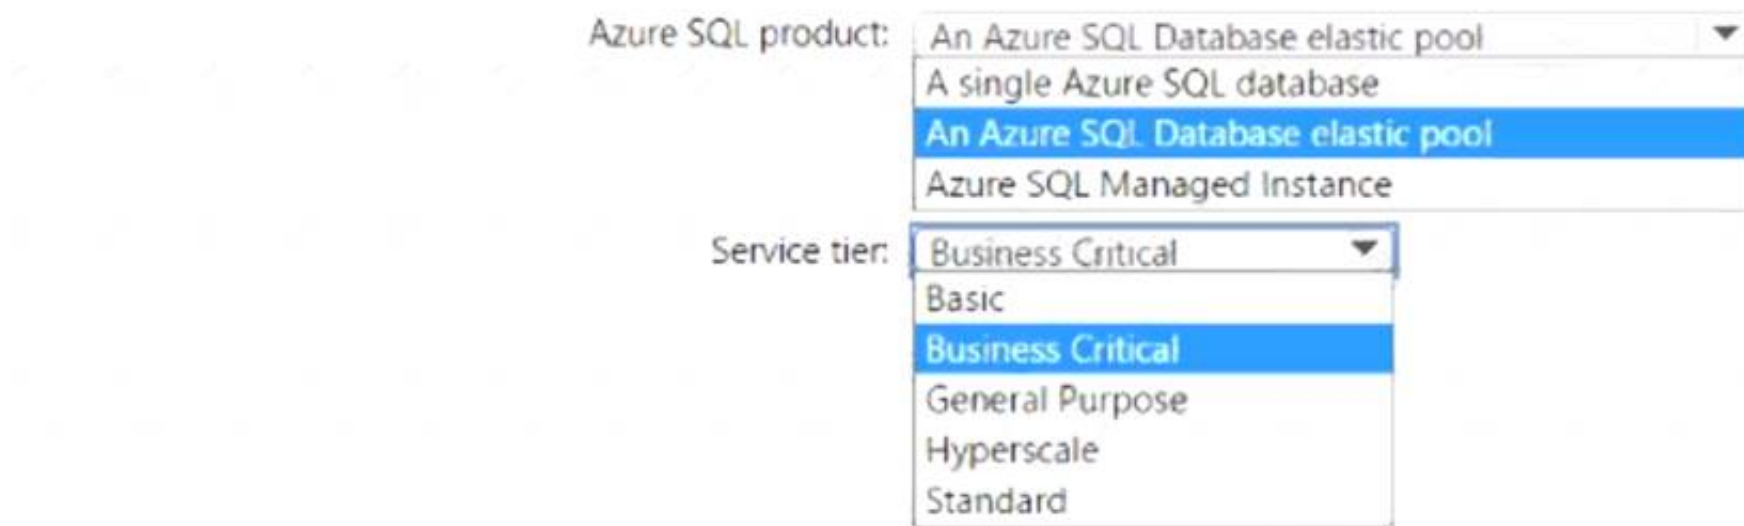 Azure SQL product: An Azure SQL Database elastic pool
A single Azure SQL database
An Azure SQL Database elastic pool
Azure SQL Managed Instance
Service tier: Business Critical
Basic
Business Critical
General Purpose
Hyperscale
Standard